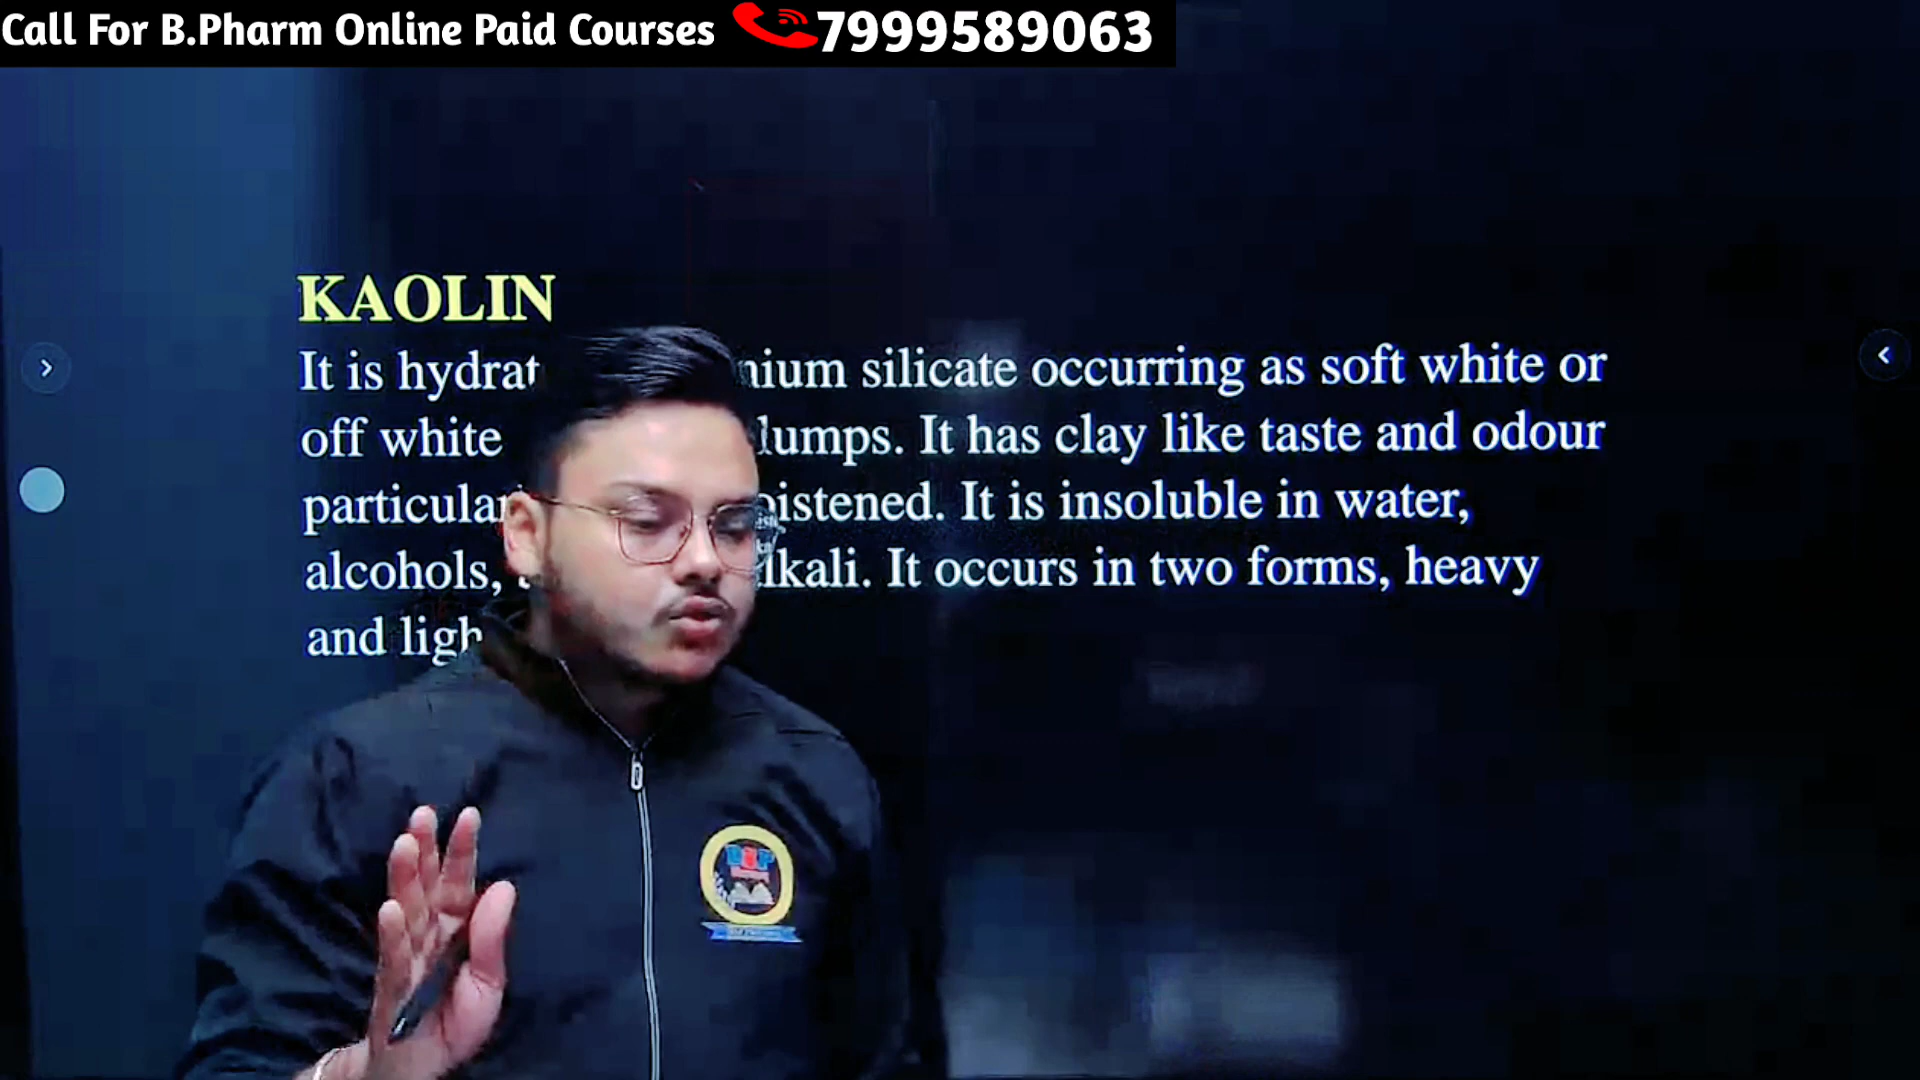 Call For B.Pharm Online Paid Courses 7999589063
KAOLIN
It is hydrat nium silicate occurring as soft white or
off white lumps. It has clay like taste and odour
particular oistened. It is insoluble in water,
alcohols, lkali. It occurs in two forms, heavy
and ligh